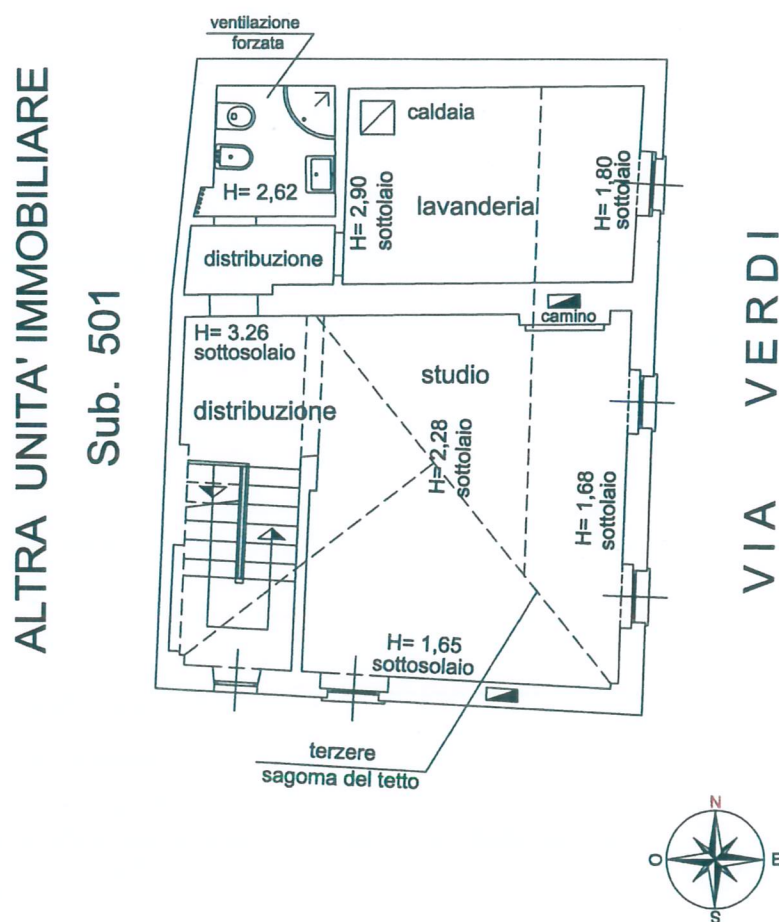 ventilazione
forzata
caldaia
H= 2,62
H= 2,90
sottolaio
lavanderia
H= 1,80
sottolaio
distribuzione
camino
H= 3.26
sottosolaio
studio
distribuzione
H= 2,28
sottolaio
H= 1,68
sottolaio
H= 1,65
sottosolaio
terzere
sagoma del tetto
ALTRA UNITA' IMMOBILIARE
Sub. 501
VIA VERDI
N
O
E
S